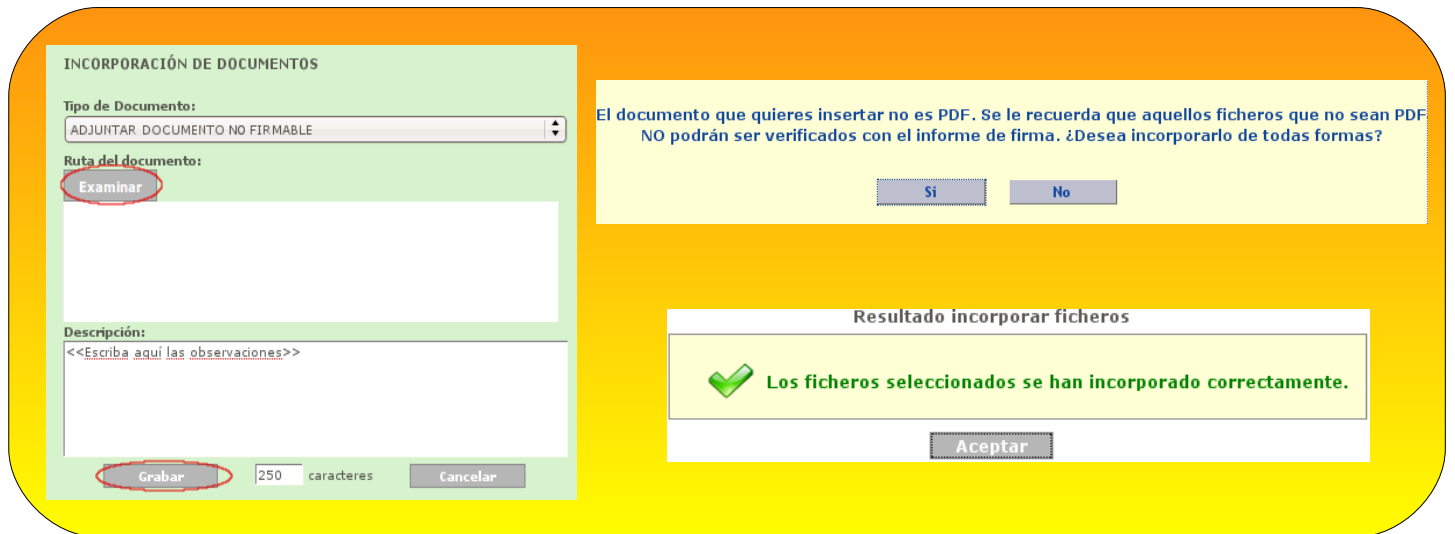 INCORPORACIÓN DE DOCUMENTOS
Tipo de Documento:
ADJUNTAR DOCUMENTO NO FIRMABLE
Ruta del documento:
Examinar
Descripción:
<<Escriba aquí las observaciones>>
Grabar 250 caracteres Cancelar
El documento que quieres insertar no es PDF. Se le recuerda que aquellos ficheros que no sean PDF
NO podrán ser verificados con el informe de firma. ¿Desea incorporarlo de todas formas?
Si No
Resultado incorporar ficheros
Los ficheros seleccionados se han incorporado correctamente.
Aceptar